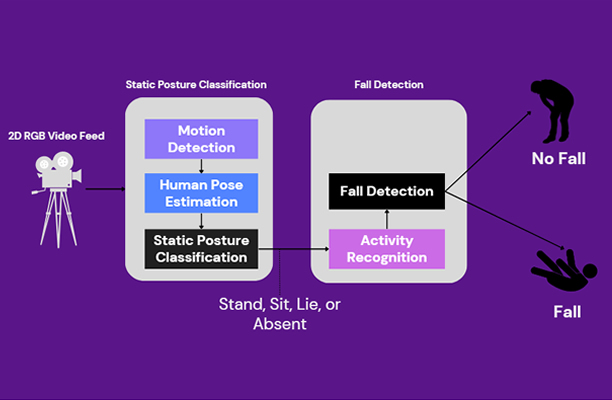 Static Posture Classification
Fall Detection
2D RGB Video Feed
Motion
Detection
Human Pose
Estimation
Static Posture
Classification
Fall Detection
Activity
Recognition
Stand, Sit, Lie, or
Absent
No Fall
Fall